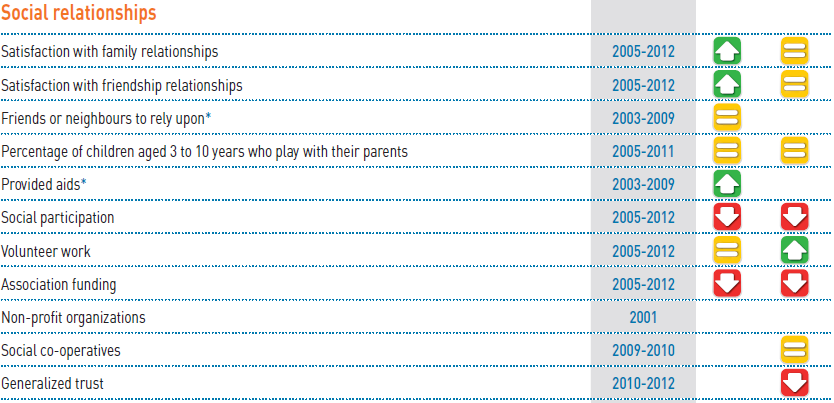 Social relationships
Satisfaction with family relationships 2005-2012
Satisfaction with friendship relationships 2005-2012
Friends or neighbours to rely upon* 2003-2009
Percentage of children aged 3 to 10 years who play with their parents 2005-2011
Provided aids* 2003-2009
Social participation 2005-2012
Volunteer work 2005-2012
Association funding 2005-2012
Non-profit organizations 2001
Social co-operatives 2009-2010
Generalized trust 2010-2012